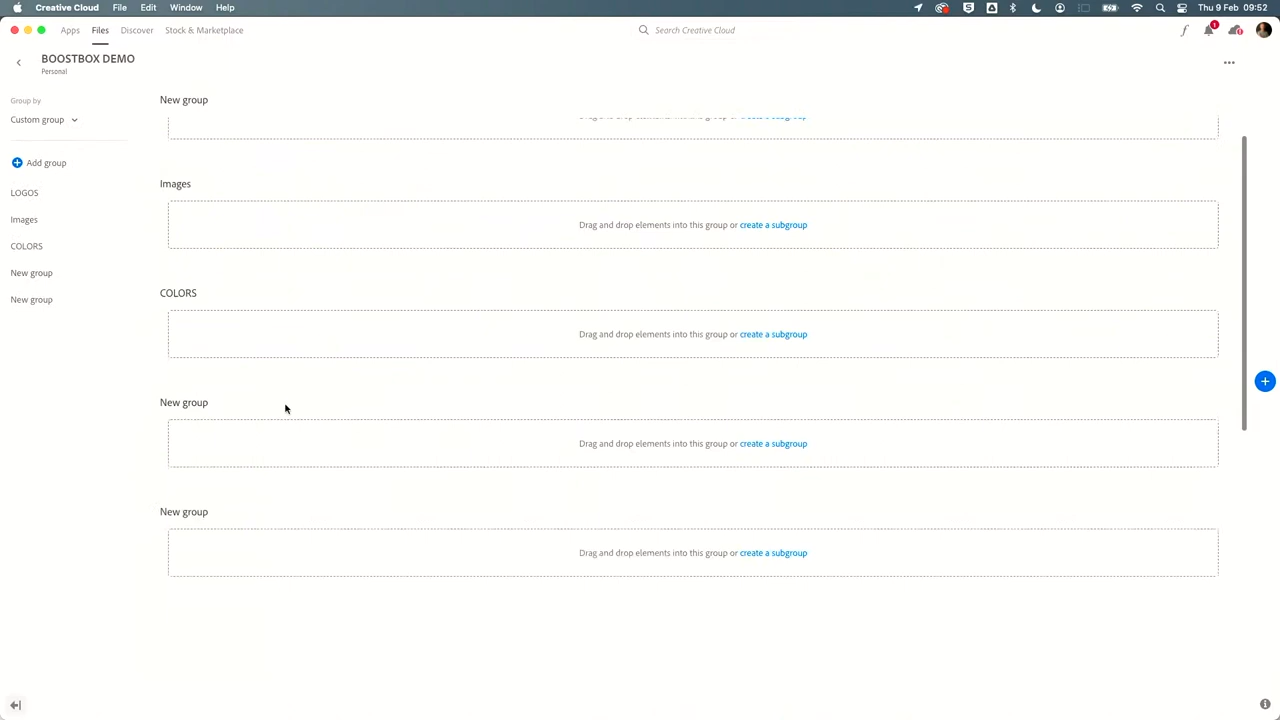 Creative Cloud File Edit Window Help
Thu 9 Feb 09:52
Apps Files Discover Stock & Marketplace
Search Creative Cloud
1
BOOSTBOX DEMO
Personal
Group by
Custom group
Add group
LOGOS
Images
COLORS
New group
New group
New group
Images
Drag and drop elements into this group or create a subgroup
COLORS
Drag and drop elements into this group or create a subgroup
New group
Drag and drop elements into this group or create a subgroup
New group
Drag and drop elements into this group or create a subgroup